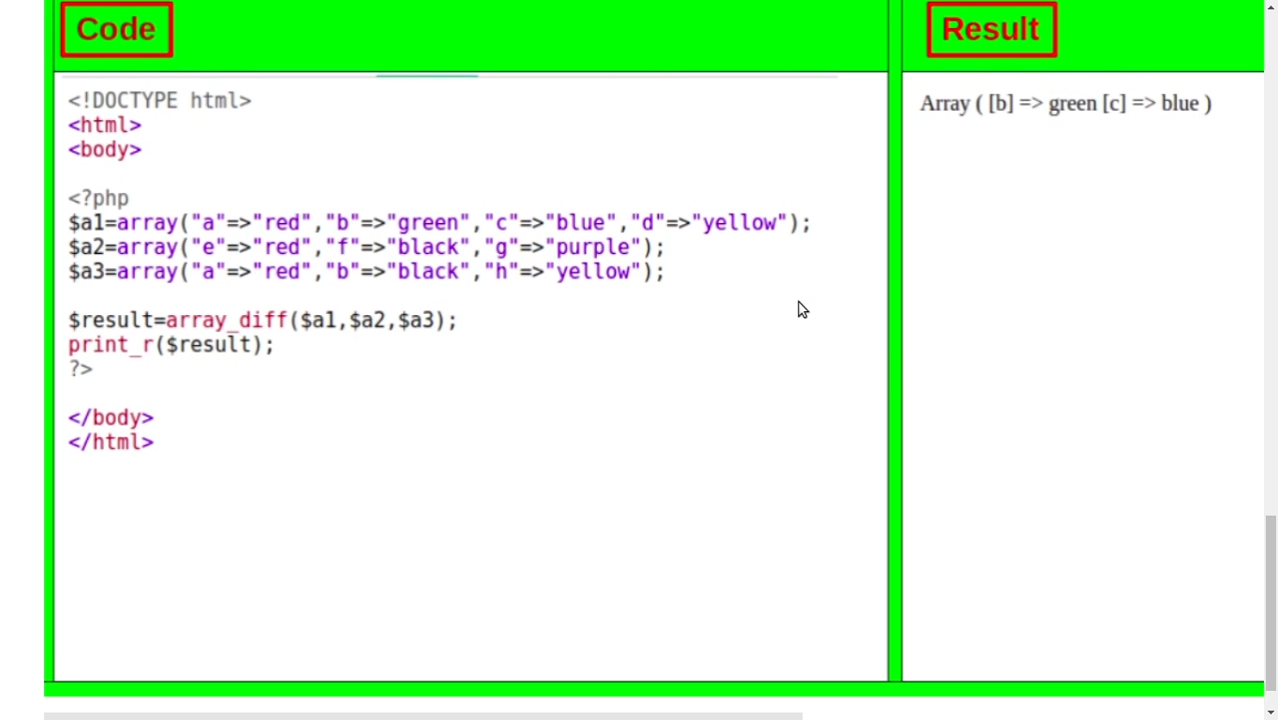 Code
Result
<!DOCTYPE html>
<html>
<body>
<?php
$a1=array("a"=>"red","b"=>"green","c"=>"blue","d"=>"yellow");
$a2=array("e"=>"red","f"=>"black","g"=>"purple");
$a3=array("a"=>"red","b"=>"black","h"=>"yellow");
$result=array_diff($a1,$a2,$a3);
print_r($result);
?>
</body>
</html>
Array ( [b] => green [c] => blue )